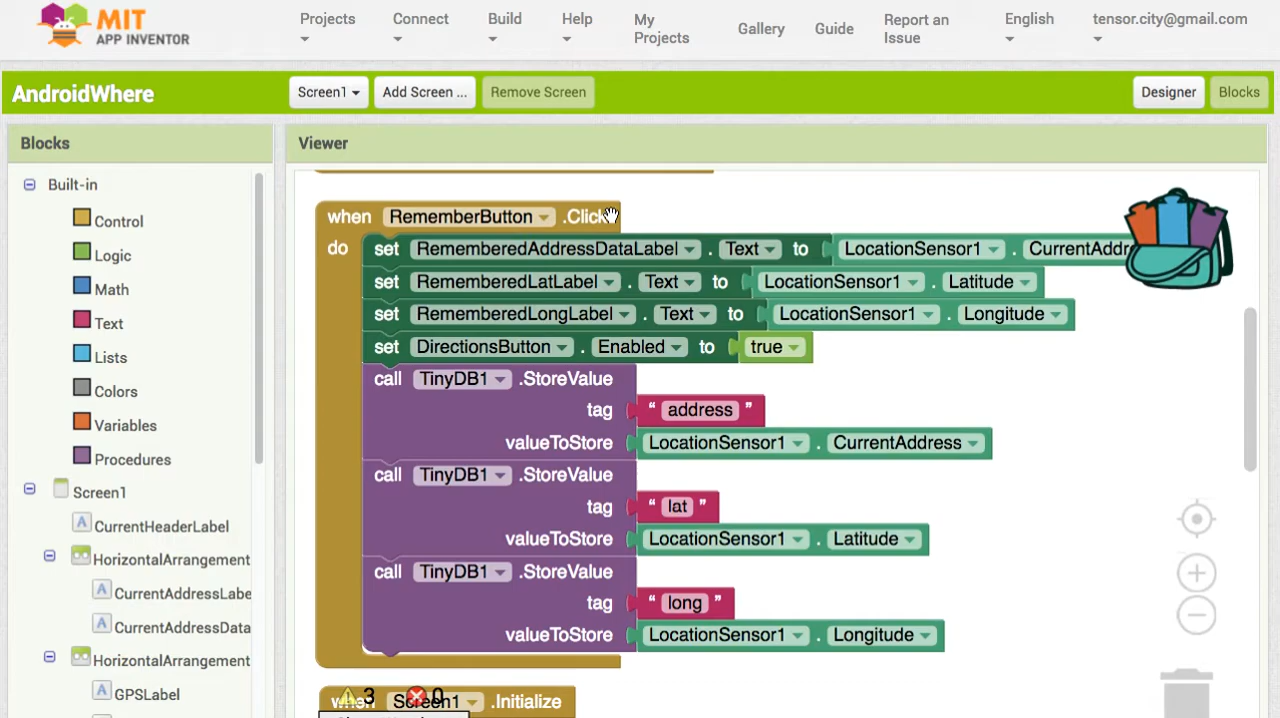 MIT
APP INVENTOR
Projects
Connect
Build
Help
My
Projects
Gallery
Guide
Report an
Issue
English
tensor.city@gmail.com
AndroidWhere
Screen1
Add Screen ...
Remove Screen
Designer
Blocks
Blocks
Viewer
Built-in
Control
Logic
Math
Text
Lists
Colors
Variables
Procedures
Screen1
CurrentHeaderLabel
HorizontalArrangement
CurrentAddressLabe
CurrentAddressData
HorizontalArrangement
GPSLabel
when RememberButton .Click
do set RememberedAddressDataLabel . Text to LocationSensor1 . CurrentAddr
set RememberedLatLabel . Text to LocationSensor1 . Latitude
set RememberedLongLabel . Text to LocationSensor1 . Longitude
set DirectionsButton . Enabled to true
call TinyDB1 .StoreValue
tag “ address ”
valueToStore LocationSensor1 . CurrentAddress
call TinyDB1 .StoreValue
tag “ lat ”
valueToStore LocationSensor1 . Latitude
call TinyDB1 .StoreValue
tag “ long ”
valueToStore LocationSensor1 . Longitude
3 0
when Screen1 .Initialize